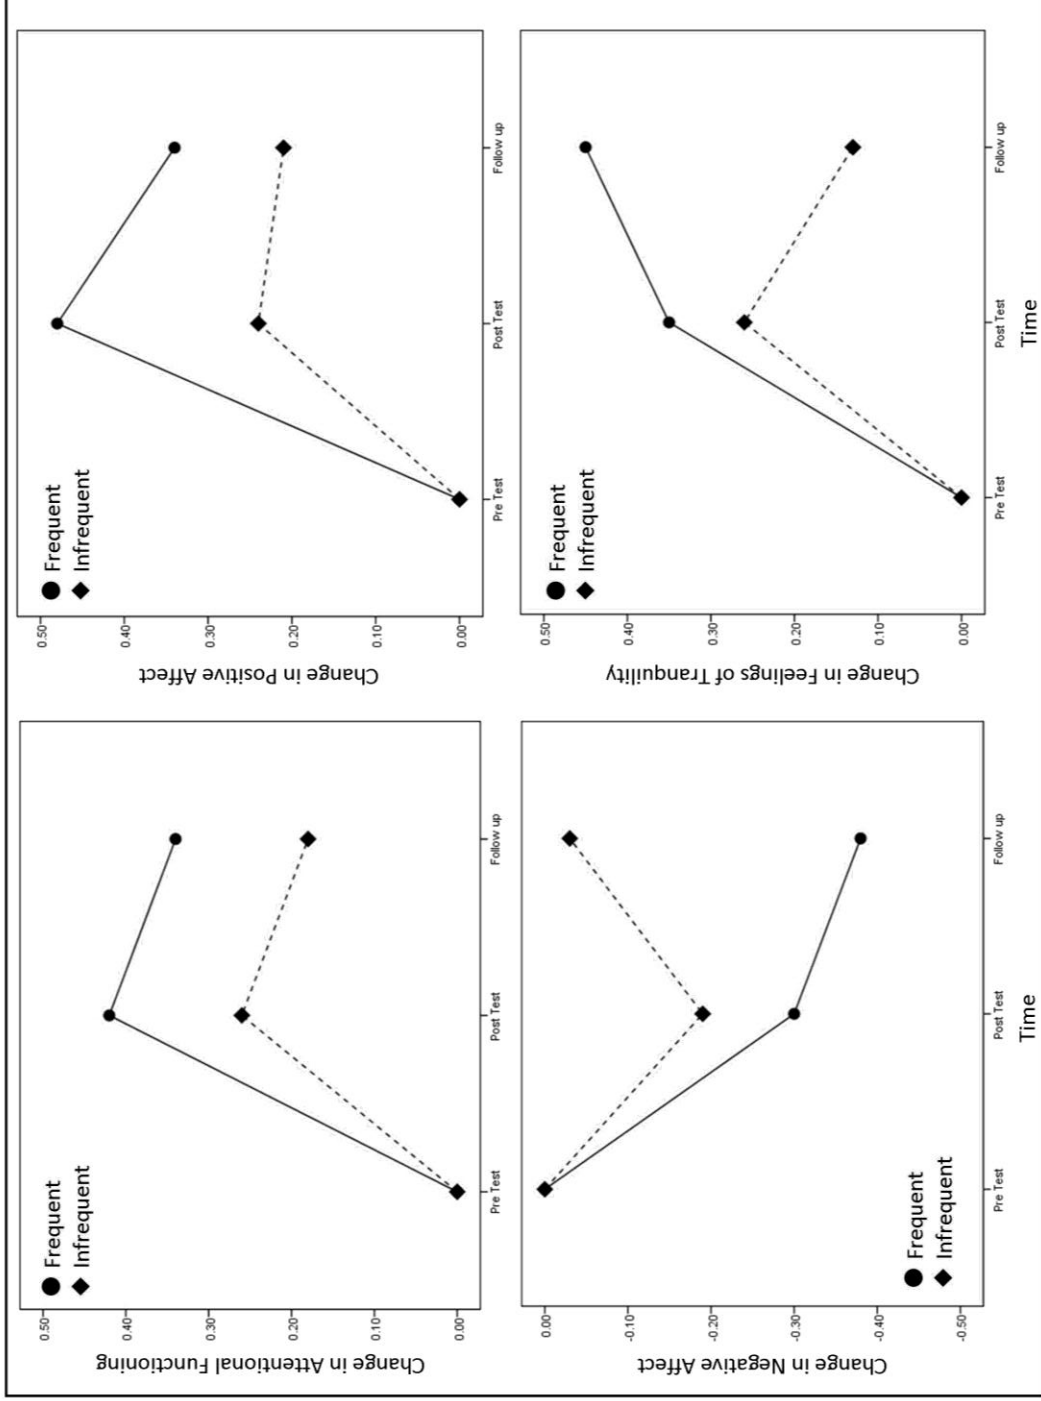 Change in Attentional Functioning
0.50
0.40
0.30
0.20
0.10
0.00
Frequent
Infrequent
Pre Test
Post Test
Follow up
Change in Positive Affect
0.50
0.40
0.30
0.20
0.10
0.00
Frequent
Infrequent
Pre Test
Post Test
Follow up
Change in Negative Affect
0.00
-0.10
-0.20
-0.30
-0.40
-0.50
Frequent
Infrequent
Pre Test
Post Test
Follow up
Time
Change in Feelings of Tranquility
0.50
0.40
0.30
0.20
0.10
0.00
Frequent
Infrequent
Pre Test
Post Test
Follow up
Time